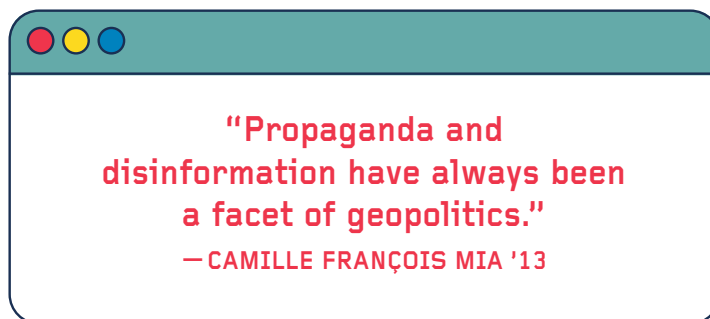 “Propaganda and
disinformation have always been
a facet of geopolitics.”
—CAMILLE FRANÇOIS MIA '13